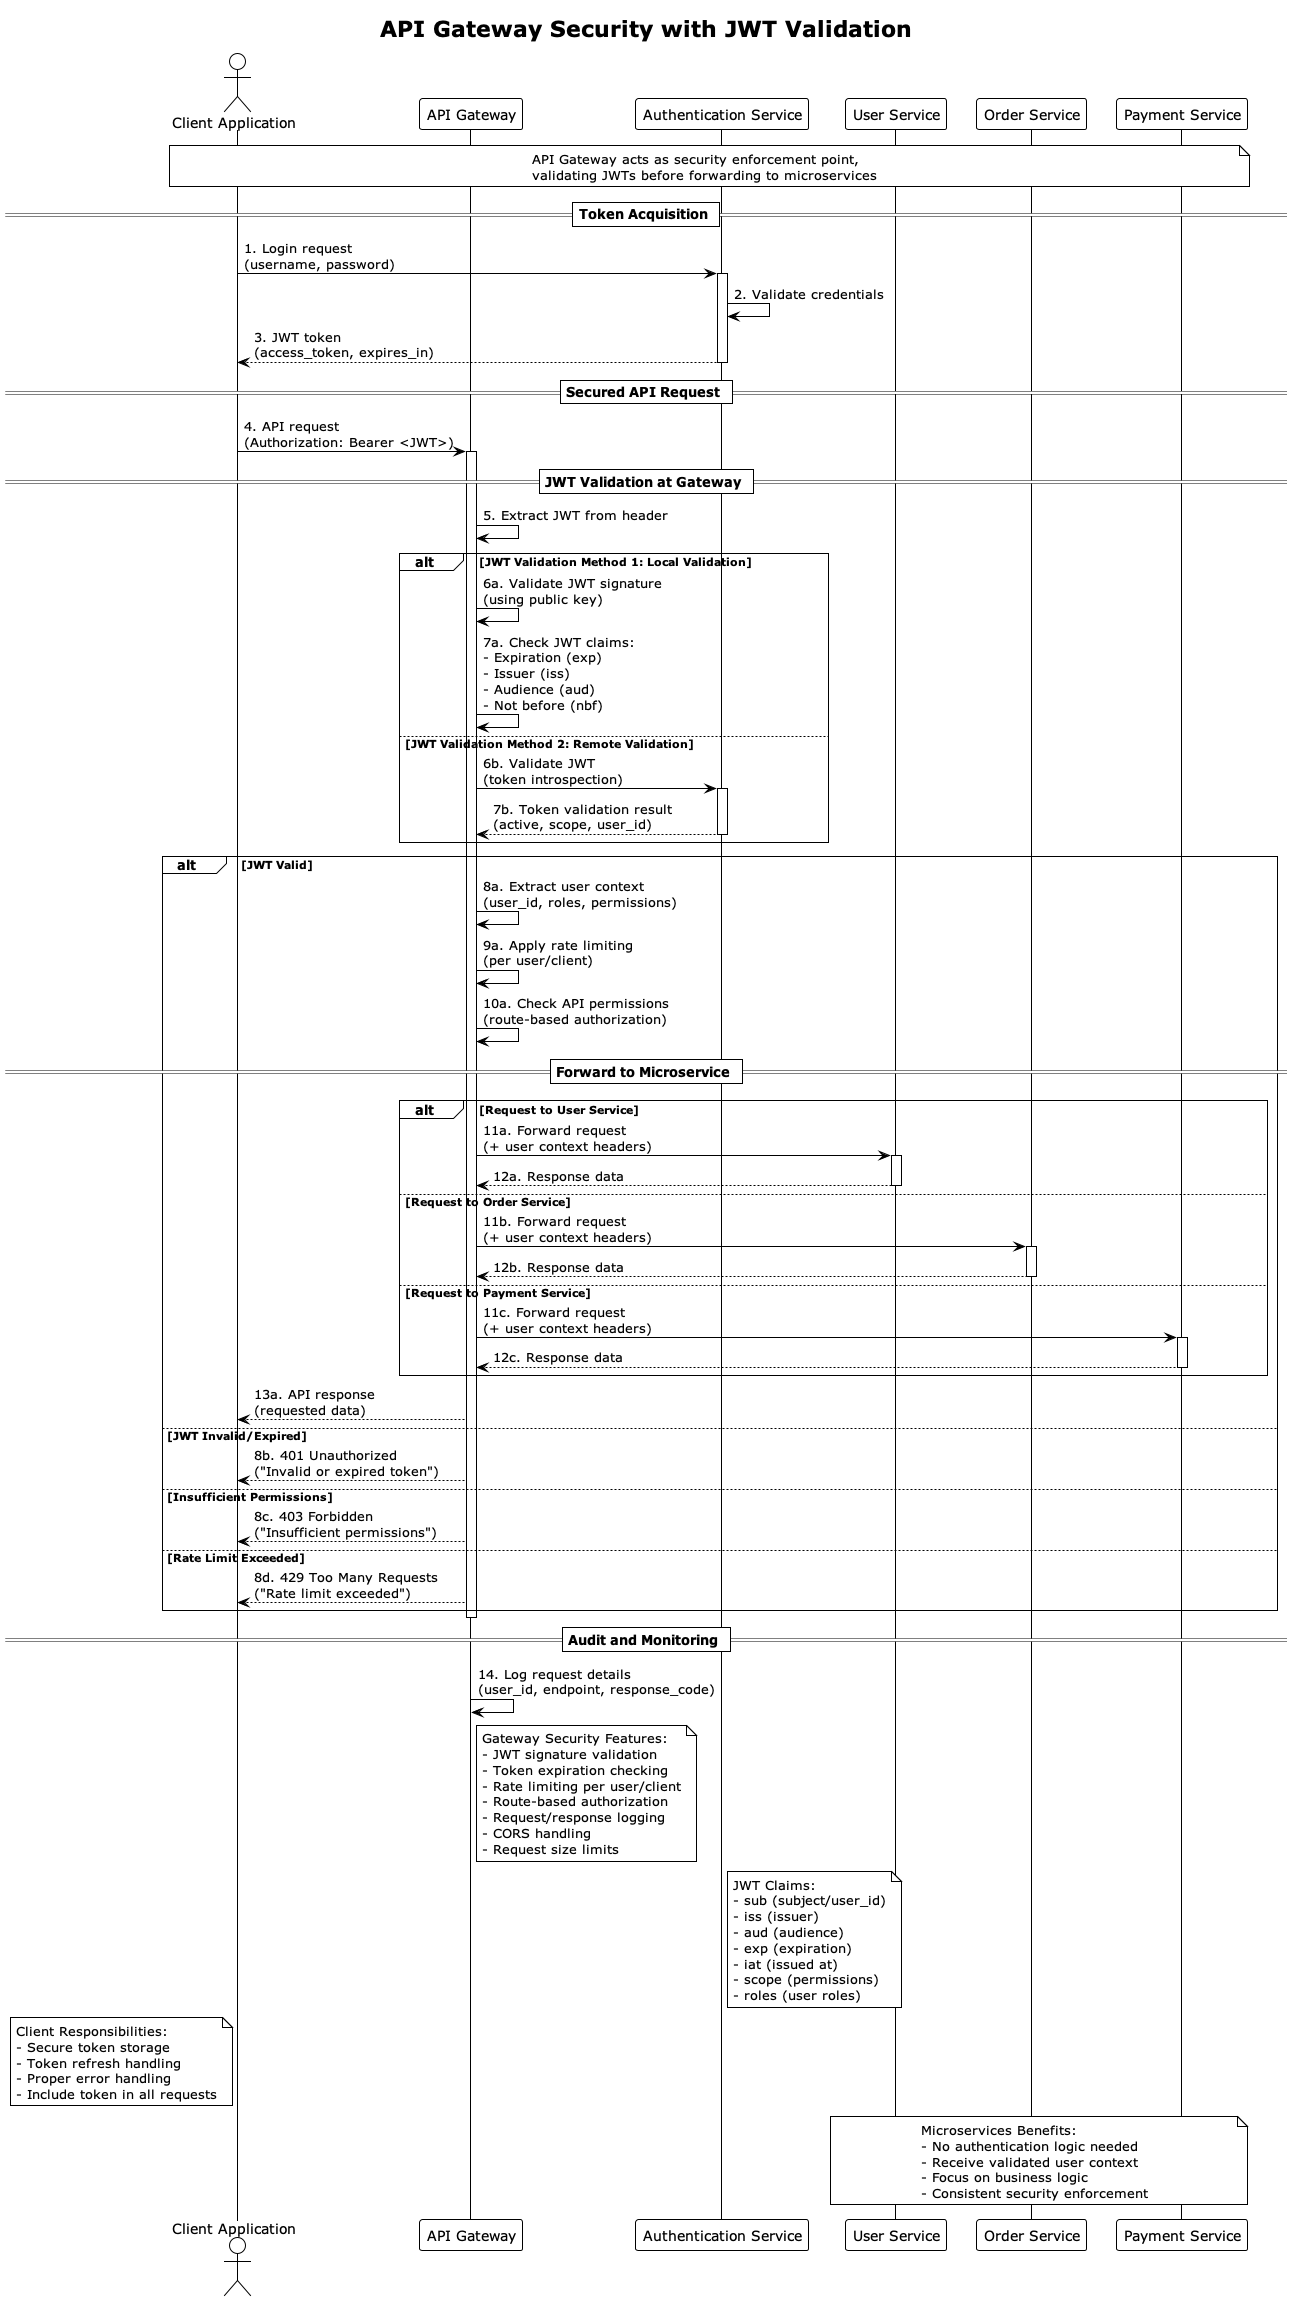 API Gateway Security with JWT Validation
Client Application
API Gateway
Authentication Service
User Service
Order Service
Payment Service
API Gateway acts as security enforcement point,
validating JWTs before forwarding to microservices
Token Acquisition
1. Login request
(username, password)
2. Validate credentials
3. JWT token
(access_token, expires_in)
Secured API Request
4. API request
(Authorization: Bearer <JWT>)
JWT Validation at Gateway
5. Extract JWT from header
alt
[JWT Validation Method 1: Local Validation]
6a. Validate JWT signature
(using public key)
7a. Check JWT claims:
- Expiration (exp)
- Issuer (iss)
- Audience (aud)
- Not before (nbf)
[JWT Validation Method 2: Remote Validation]
6b. Validate JWT
(token introspection)
7b. Token validation result
(active, scope, user_id)
alt
[JWT Valid]
8a. Extract user context
(user_id, roles, permissions)
9a. Apply rate limiting
(per user/client)
10a. Check API permissions
(route-based authorization)
Forward to Microservice
alt
[Request to User Service]
11a. Forward request
(+ user context headers)
12a. Response data
[Request to Order Service]
11b. Forward request
(+ user context headers)
12b. Response data
[Request to Payment Service]
11c. Forward request
(+ user context headers)
12c. Response data
13a. API response
(requested data)
[JWT Invalid/Expired]
8b. 401 Unauthorized
("Invalid or expired token")
[Insufficient Permissions]
8c. 403 Forbidden
("Insufficient permissions")
[Rate Limit Exceeded]
8d. 429 Too Many Requests
("Rate limit exceeded")
Audit and Monitoring
14. Log request details
(user_id, endpoint, response_code)
Gateway Security Features:
- JWT signature validation
- Token expiration checking
- Rate limiting per user/client
- Route-based authorization
- Request/response logging
- CORS handling
- Request size limits
JWT Claims:
- sub (subject/user_id)
- iss (issuer)
- aud (audience)
- exp (expiration)
- iat (issued at)
- scope (permissions)
- roles (user roles)
Client Responsibilities:
- Secure token storage
- Token refresh handling
- Proper error handling
- Include token in all requests
Microservices Benefits:
- No authentication logic needed
- Receive validated user context
- Focus on business logic
- Consistent security enforcement
Client Application
API Gateway
Authentication Service
User Service
Order Service
Payment Service